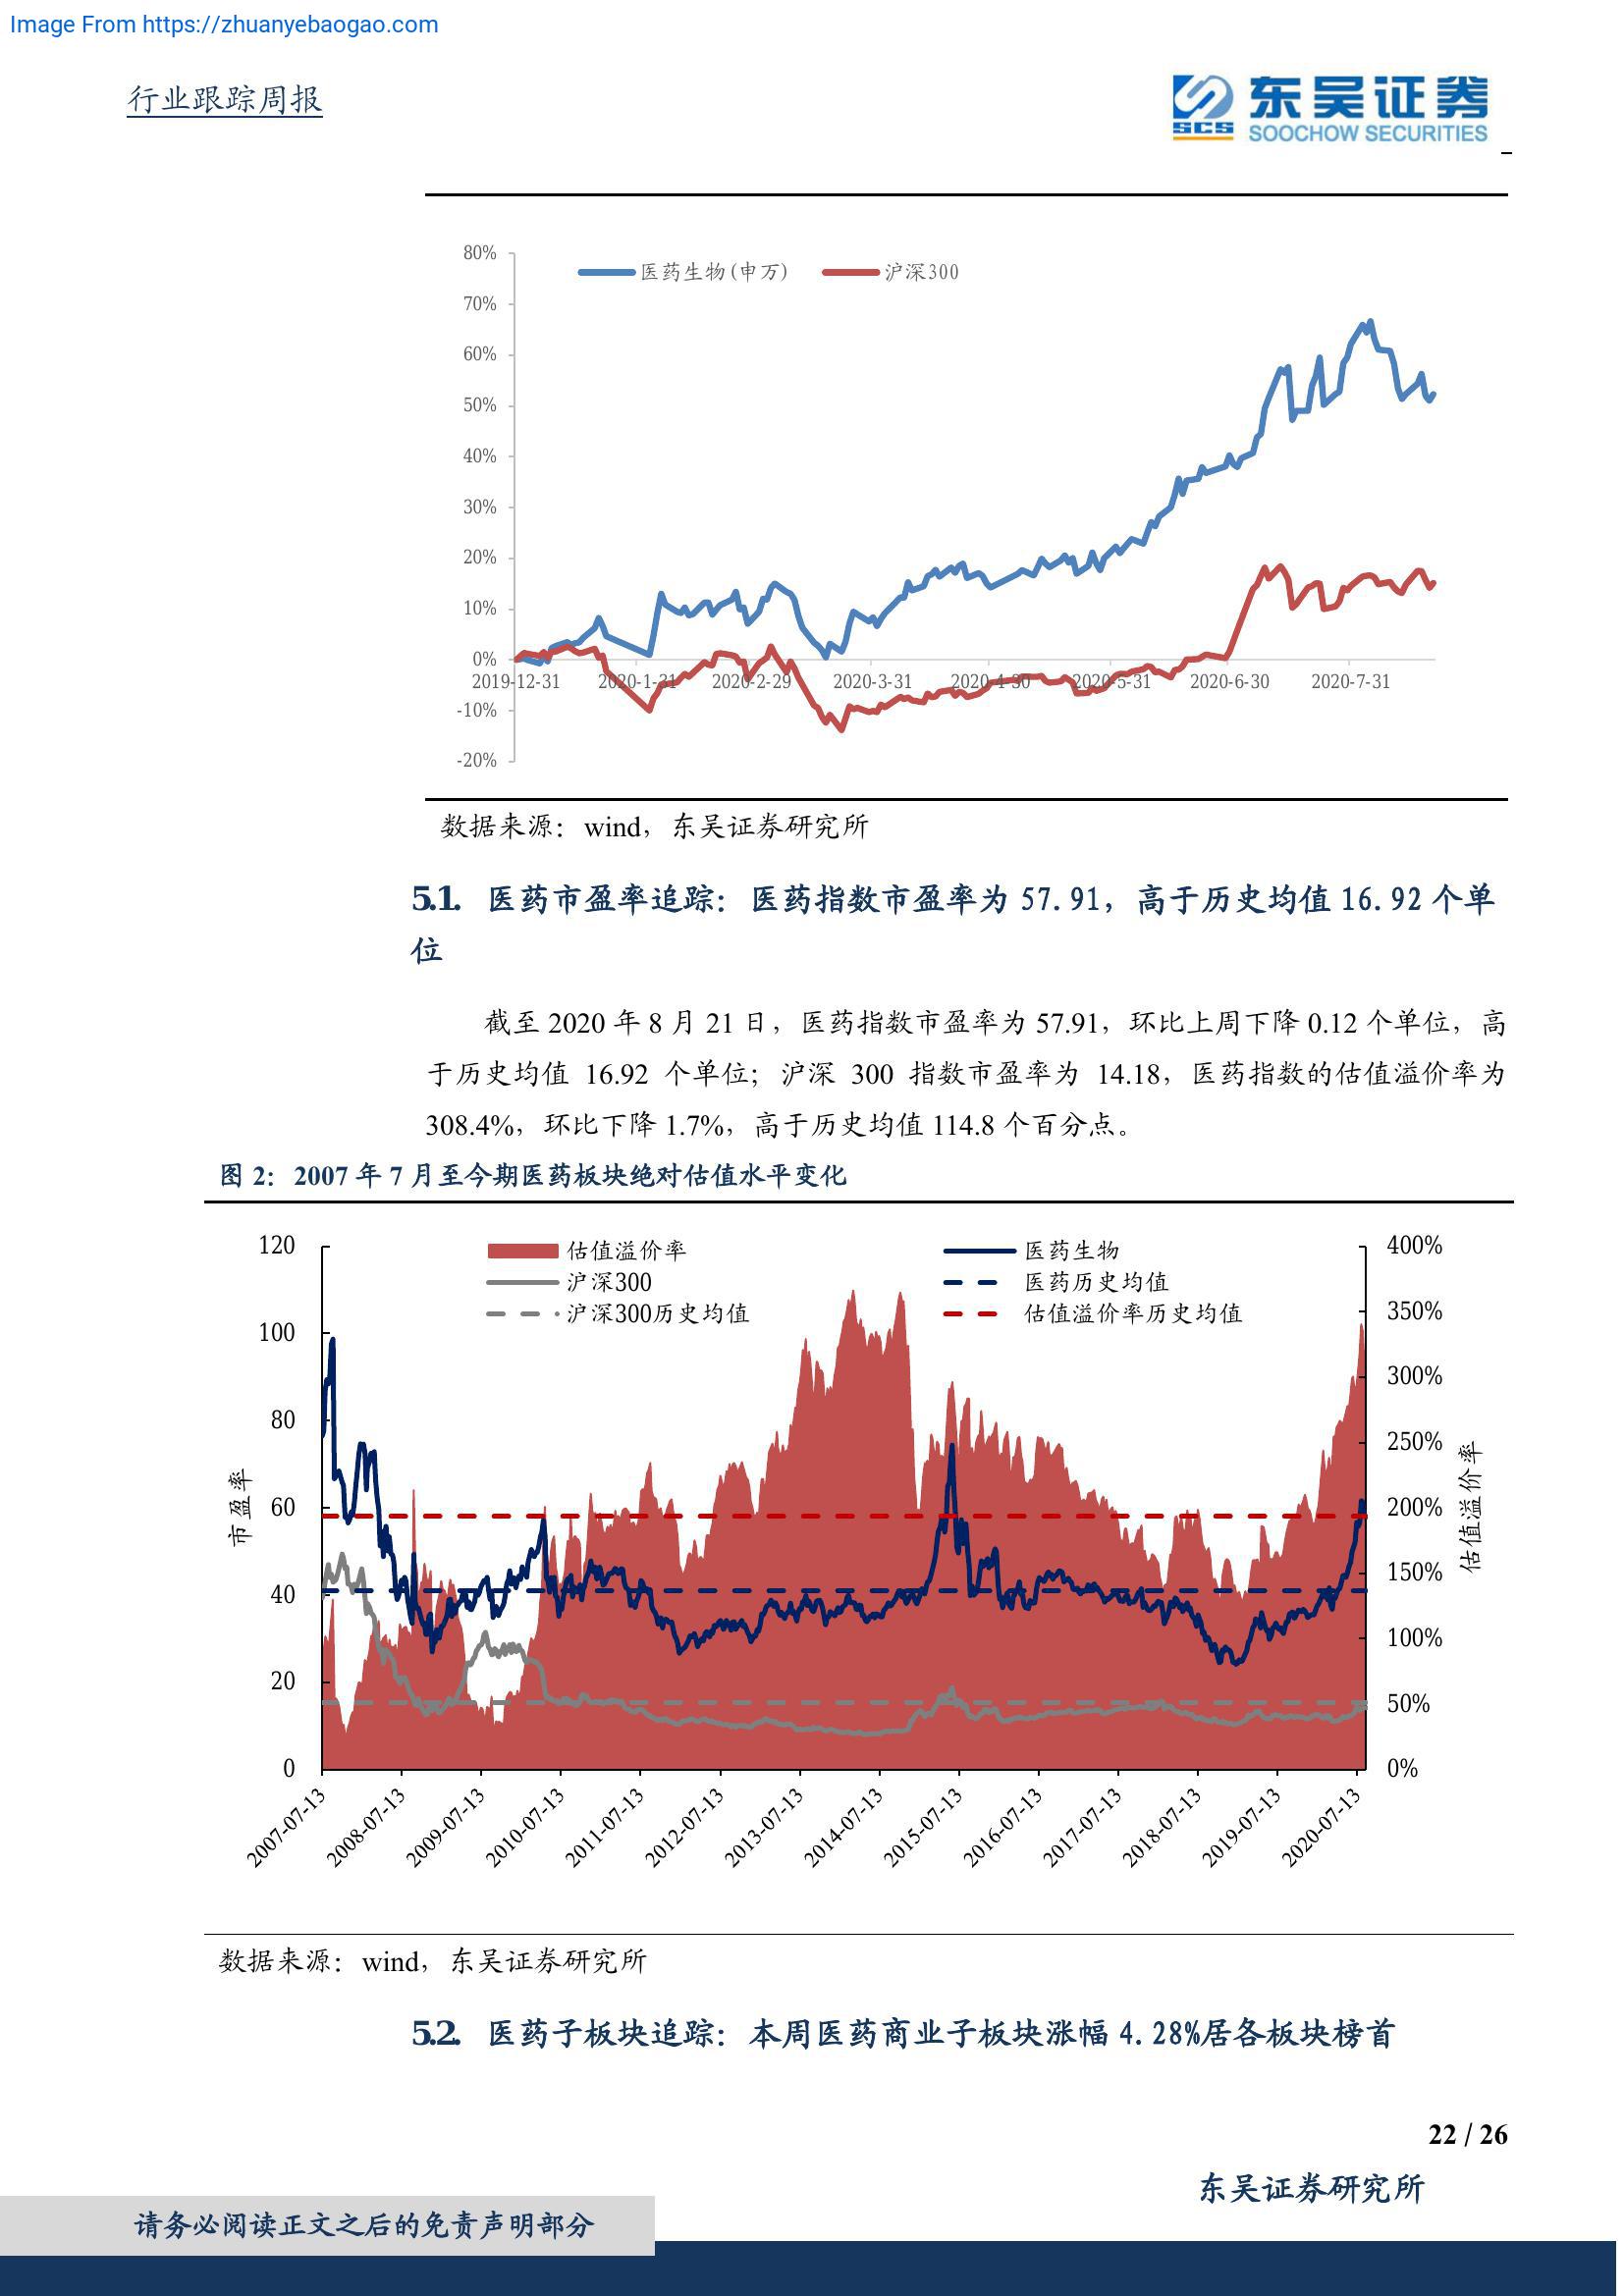 Image From https://zhuanyebaogao.com
行业跟踪周报
东吴证券
SCS SOOCHOW SECURITIES
80%
医药生物(申万) 沪深300
70%
60%
50%
40%
30%
20%
10%
0%
2019-12-31 2020-1-31 2020-2-29 2020-3-31 2020-4-30 2020-5-31 2020-6-30 2020-7-31
-10%
-20%
数据来源：wind，东吴证券研究所
5.1. 医药市盈率追踪：医药指数市盈率为 57.91，高于历史均值 16.92 个单
位
截至 2020 年 8 月 21 日，医药指数市盈率为 57.91，环比上周下降 0.12 个单位，高
于历史均值 16.92 个单位；沪深 300 指数市盈率为 14.18，医药指数的估值溢价率为
308.4%，环比下降 1.7%，高于历史均值 114.8 个百分点。
图 2：2007 年 7 月至今期医药板块绝对估值水平变化
120 估值溢价率 医药生物 400%
沪深300 医药历史均值
沪深300历史均值 估值溢价率历史均值 350%
100
300%
80
250%
市盈率
估值溢价率
60 200%
150%
40
100%
20
50%
0 0%
2007-07-13 2008-07-13 2009-07-13 2010-07-13 2011-07-13 2012-07-13 2013-07-13 2014-07-13 2015-07-13 2016-07-13 2017-07-13 2018-07-13 2019-07-13 2020-07-13
数据来源：wind，东吴证券研究所
5.2. 医药子板块追踪：本周医药商业子板块涨幅 4.28%居各板块榜首
22 / 26
东吴证券研究所
请务必阅读正文之后的免责声明部分